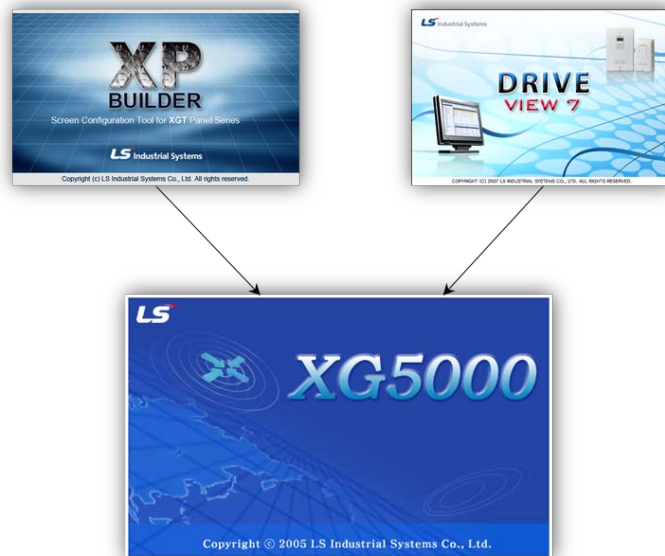 XP
BUILDER
Screen Configuration Tool for XGT Panel Series
LS Industrial Systems
Copyright (c) LS Industrial Systems Co., Ltd. All rights reserved.
LS Industrial Systems
DRIVE
VIEW 7
COPYRIGHT (C) 2007 LS INDUSTRIAL SYSTEMS CO., LTD. ALL RIGHTS RESERVED.
LS
XG5000
Copyright © 2005 LS Industrial Systems Co., Ltd.